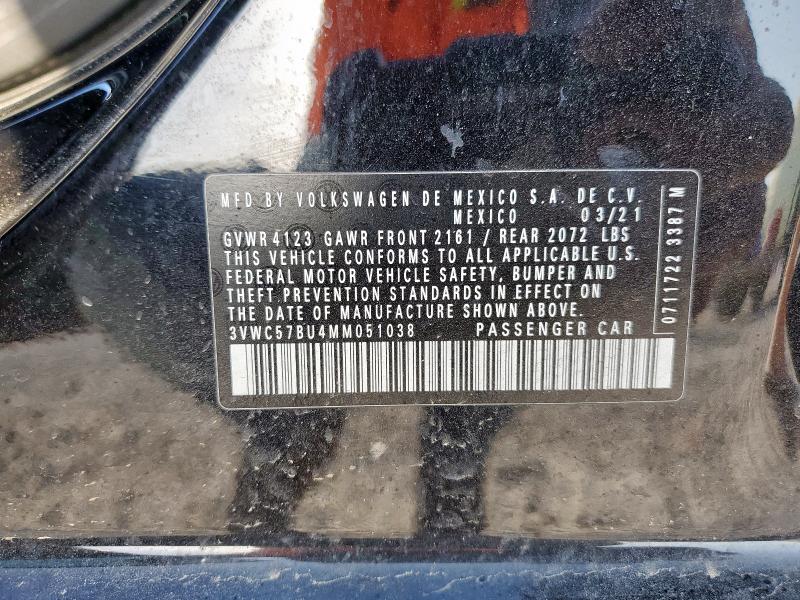 MFD BY VOLKSWAGEN DE MEXICO S.A. DE C.V.
MEXICO 03/21
GVWR 4123 GAWR FRONT 2161 / REAR 2072 LBS
THIS VEHICLE CONFORMS TO ALL APPLICABLE U.S.
FEDERAL MOTOR VEHICLE SAFETY, BUMPER AND
THEFT PREVENTION STANDARDS IN EFFECT ON
THE DATE OF MANUFACTURE SHOWN ABOVE.
3VWC57BU4MM051038 PASSENGER CAR
0711722 3387 M